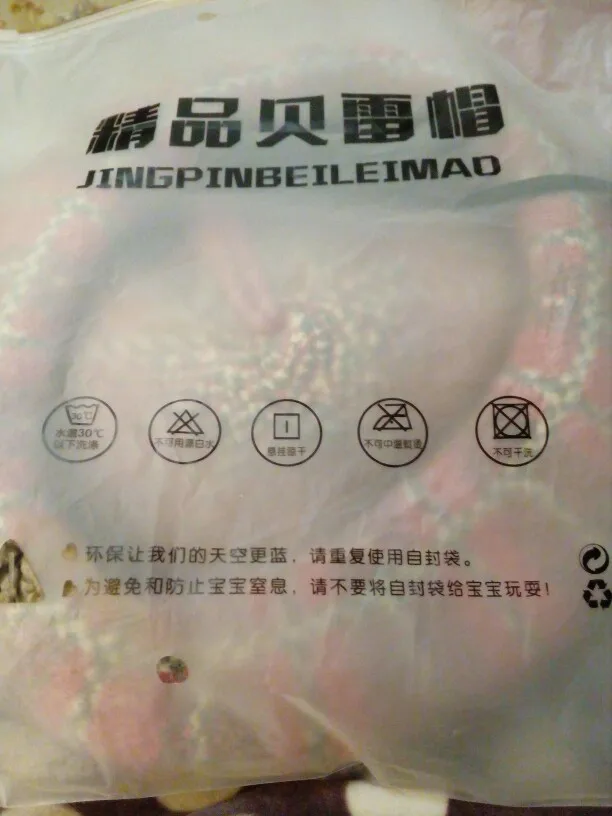 精品贝雷帽
JINGPINBEILEIMAO
30℃
水温30℃
以下洗涤
不可用漂白水
悬挂晾干
不可中温熨烫
不可干洗
环保让我们的天空更蓝，请重复使用自封袋。
为避免和防止宝宝窒息，请不要将自封袋给宝宝玩耍！